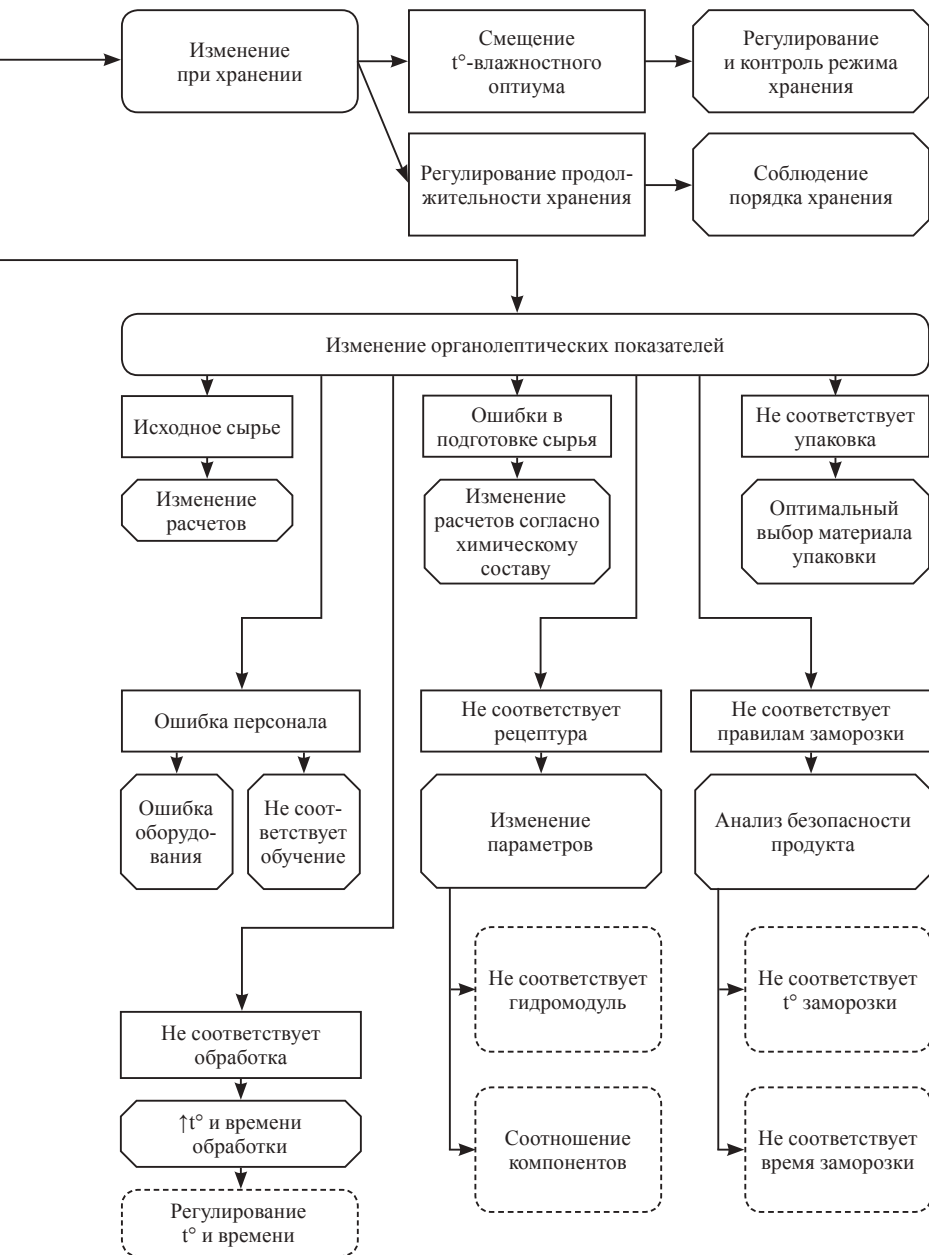 Изменение
при хранении
Смещение
t°-влажностного
оптиума
Регулирование
и контроль режима
хранения
Регулирование продол-
жительности хранения
Соблюдение
порядка хранения
Изменение органолептических показателей
Исходное сырье
Ошибки в
подготовке сырья
Не соответствует
упаковка
Изменение
расчетов
Изменение
расчетов согласно
химическому
составу
Оптимальный
выбор материала
упаковки
Ошибка персонала
Не соответствует
рецептура
Не соответствует
правилам заморозки
Ошибка
оборудо-
вания
Не соот-
ветствует
обучение
Изменение
параметров
Анализ безопасности
продукта
Не соответствует
гидромодуль
Не соответствует
t° заморозки
Не соответствует
обработка
↑t° и времени
обработки
Соотношение
компонентов
Не соответствует
время заморозки
Регулирование
t° и времени